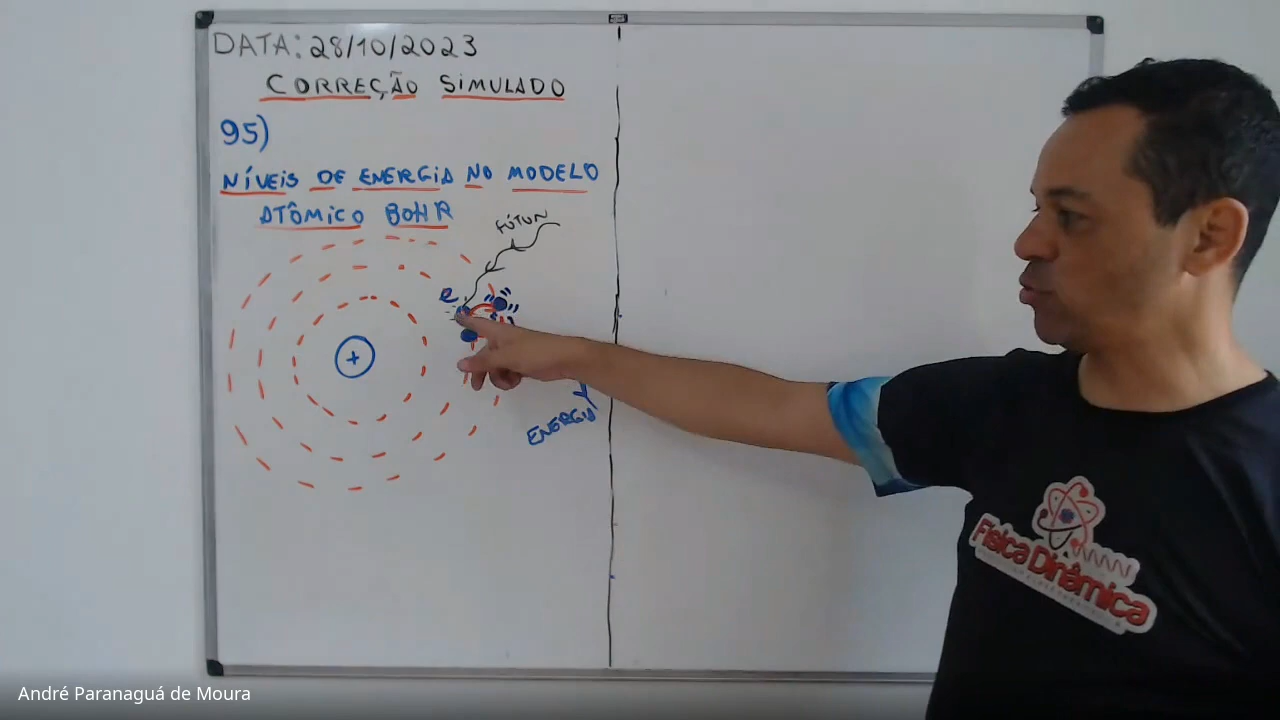 DATA: 28/10/2023
CORREÇÃO SIMULADO
95)
NÍVEIS DE ENERGIA NO MODELO
ATÔMICO BOHR
FÓTON
e
+
ENERGIA
Física Dinâmica
André Paranaguá de Moura